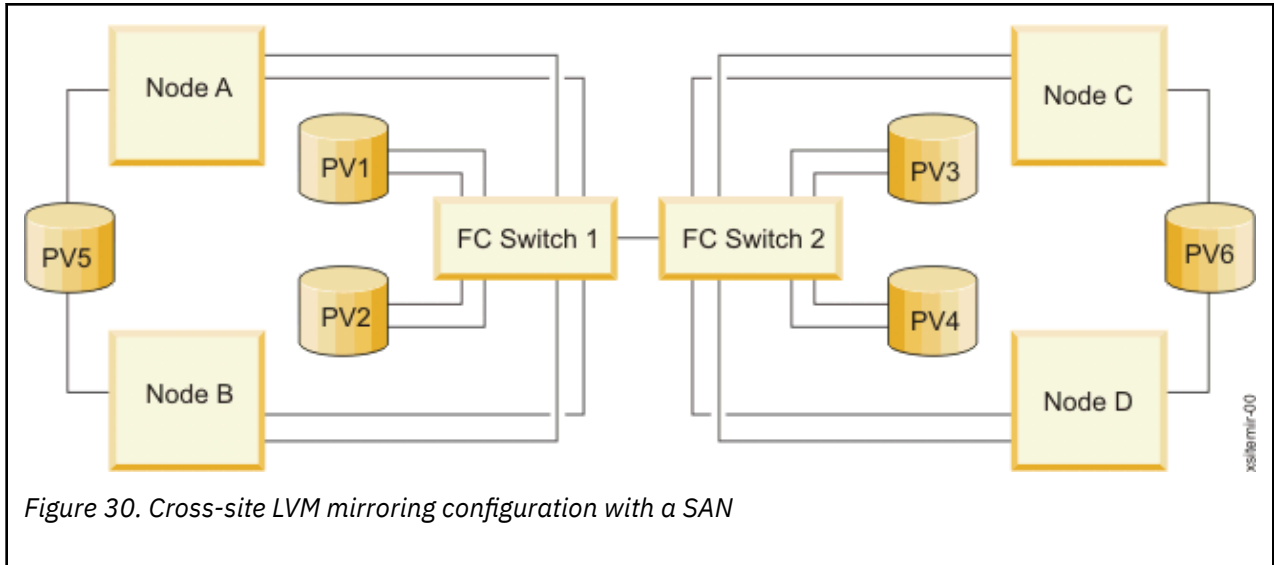 Node A
Node C
PV1
PV3
FC Switch 1
FC Switch 2
PV5
PV6
PV2
PV4
Node B
Node D
xsitemir-00
Figure 30. Cross-site LVM mirroring configuration with a SAN